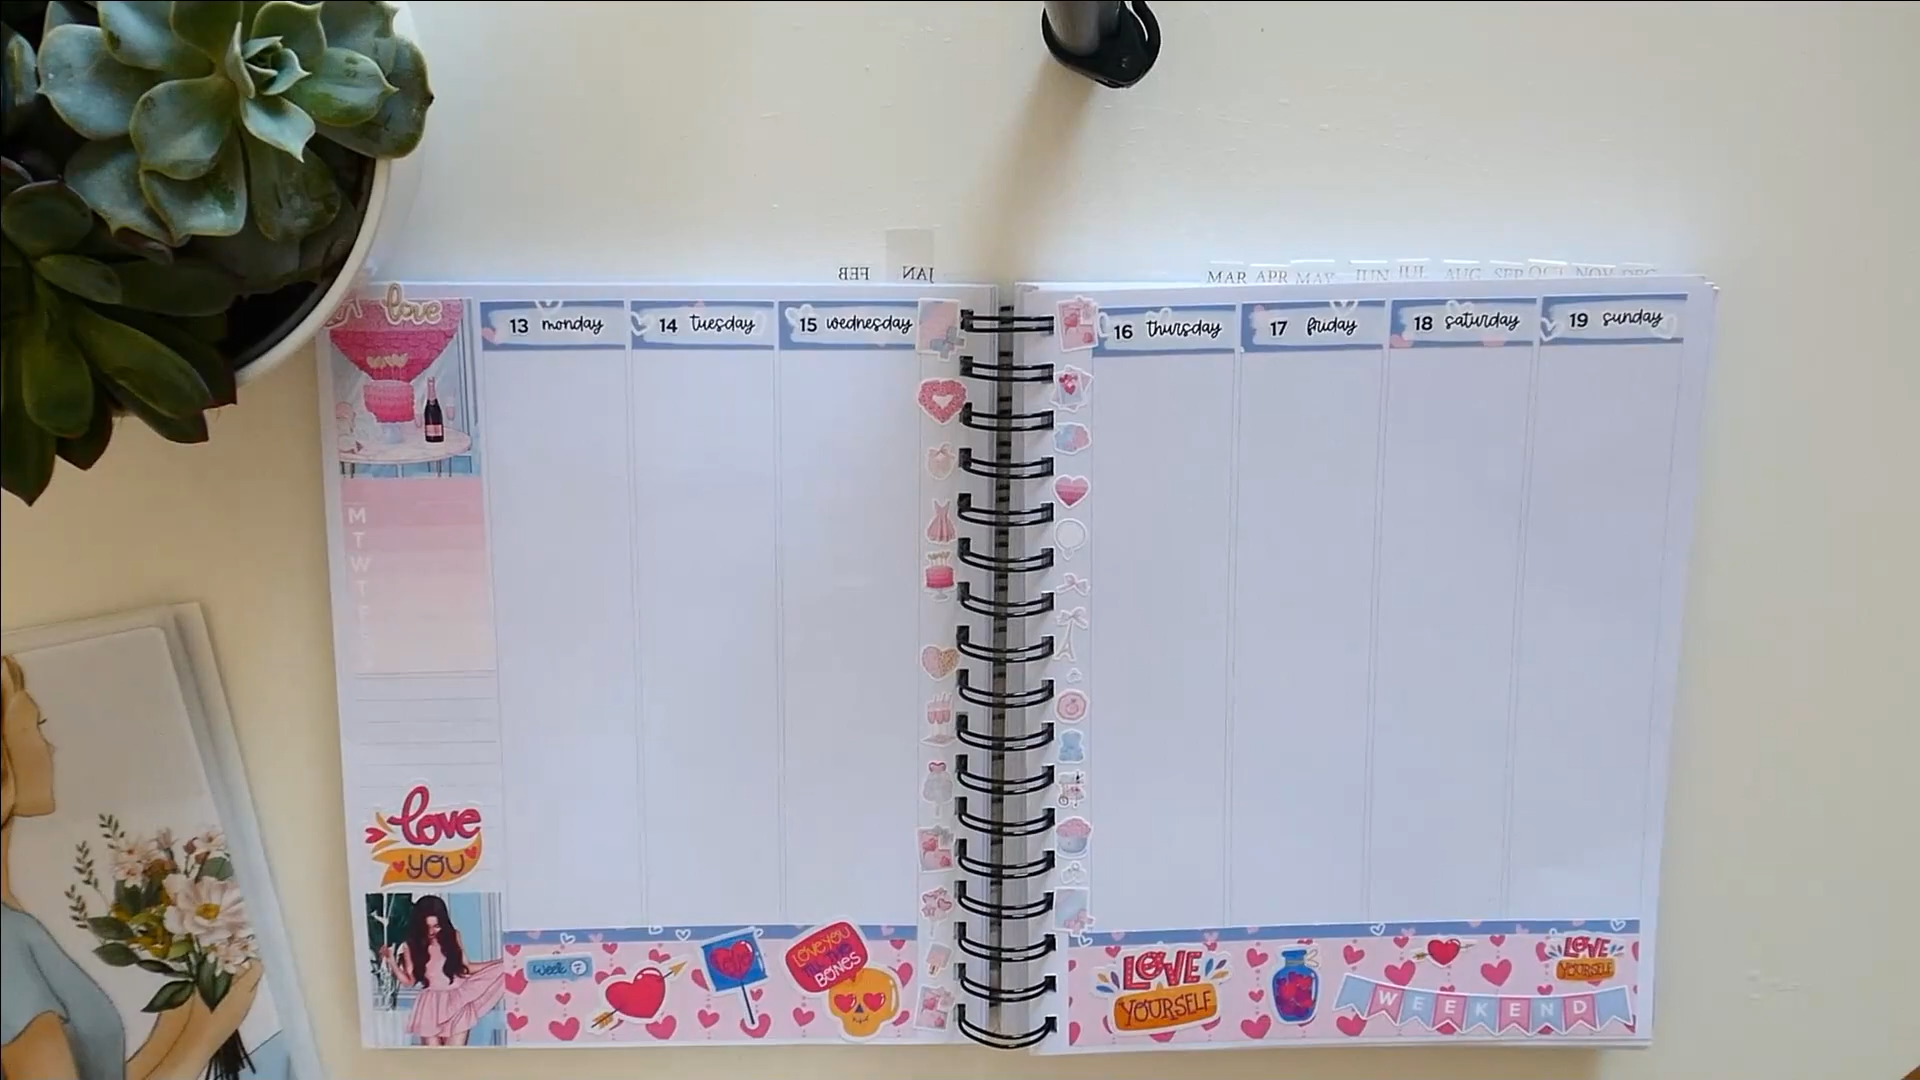 FEB JAN
MAR APR MAY JUN JUL AUG SEP OCT NOV DEC
love
13 monday
14 tuesday
15 wednesday
16 thursday
17 friday
18 saturday
19 sunday
M
T
W
T
F
love
you
week 7
LOVE YOU
BONES
LOVE
YOURSELF
LOVE
YOURSELF
WEEKEND